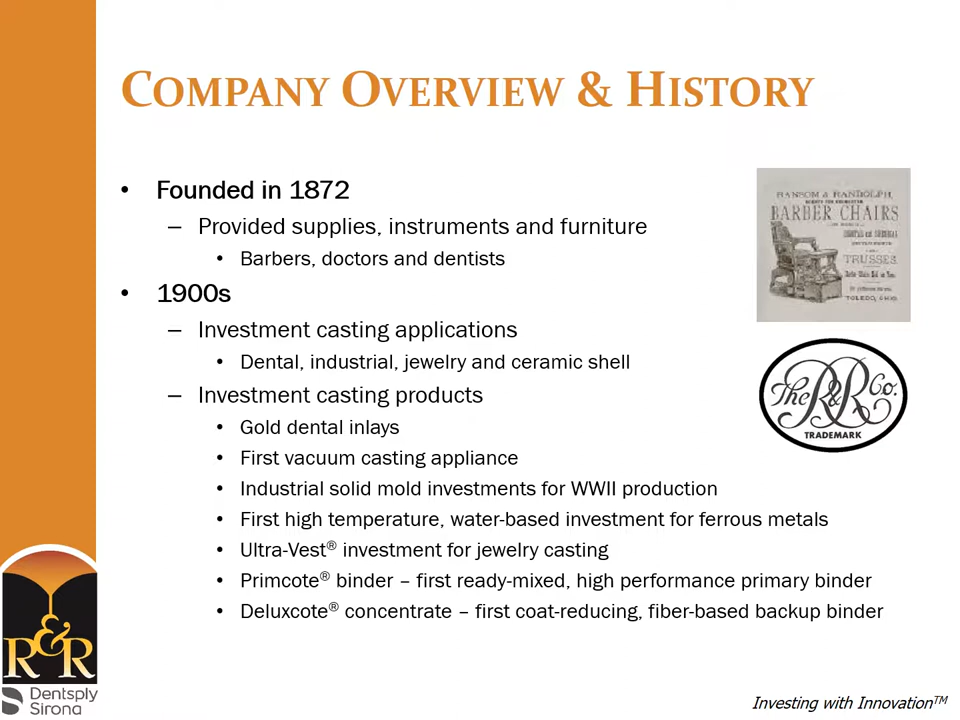 COMPANY OVERVIEW & HISTORY
• Founded in 1872
– Provided supplies, instruments and furniture
• Barbers, doctors and dentists
• 1900s
– Investment casting applications
• Dental, industrial, jewelry and ceramic shell
– Investment casting products
• Gold dental inlays
• First vacuum casting appliance
• Industrial solid mold investments for WWII production
• First high temperature, water-based investment for ferrous metals
• Ultra-Vest® investment for jewelry casting
• Primcote® binder – first ready-mixed, high performance primary binder
• Deluxcote® concentrate – first coat-reducing, fiber-based backup binder
RANSOM & RANDOLPH,
BARBER CHAIRS
TRUSSES
TOLEDO, OHIO.
The R&R Co.
TRADEMARK
R&R
Dentsply
Sirona
Investing with Innovation™